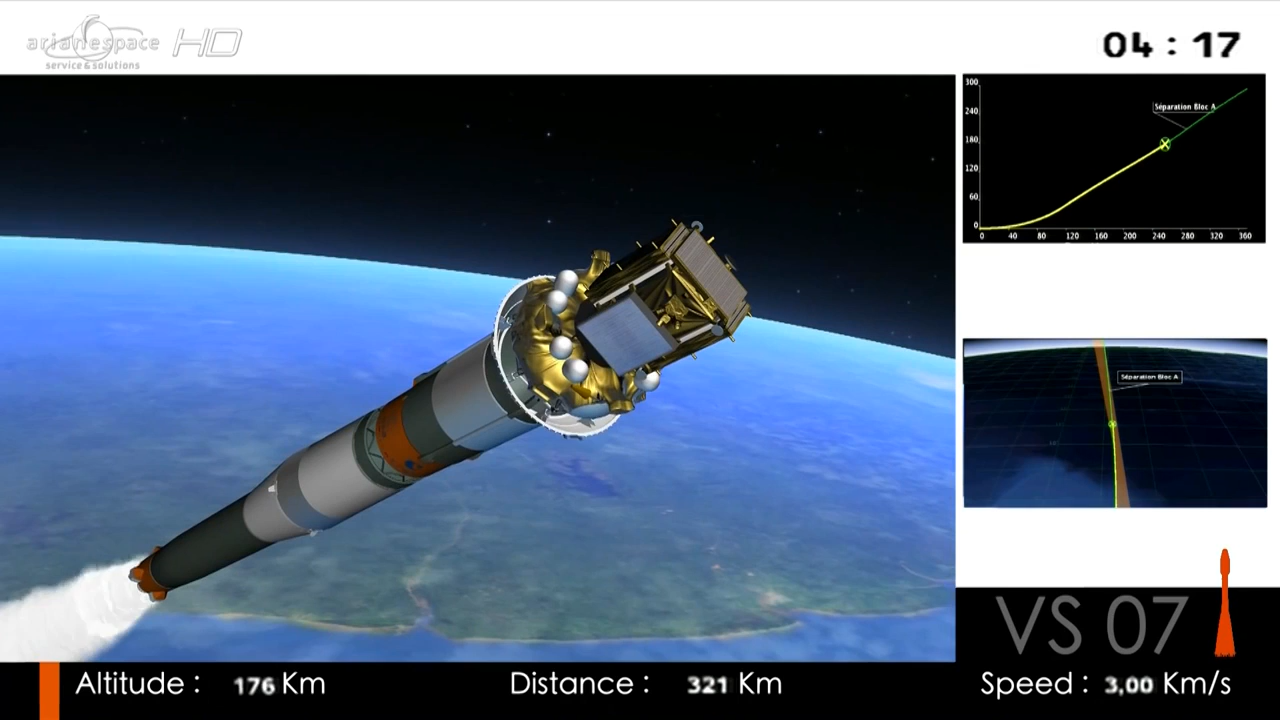 arianespace HD
service & solutions
04 : 17
300
240
180
120
60
0
0 40 80 120 160 200 240 280 320 360
Séparation Bloc A
Séparation Bloc A
VS 07
Altitude : 176 Km Distance : 321 Km Speed : 3,00 Km/s